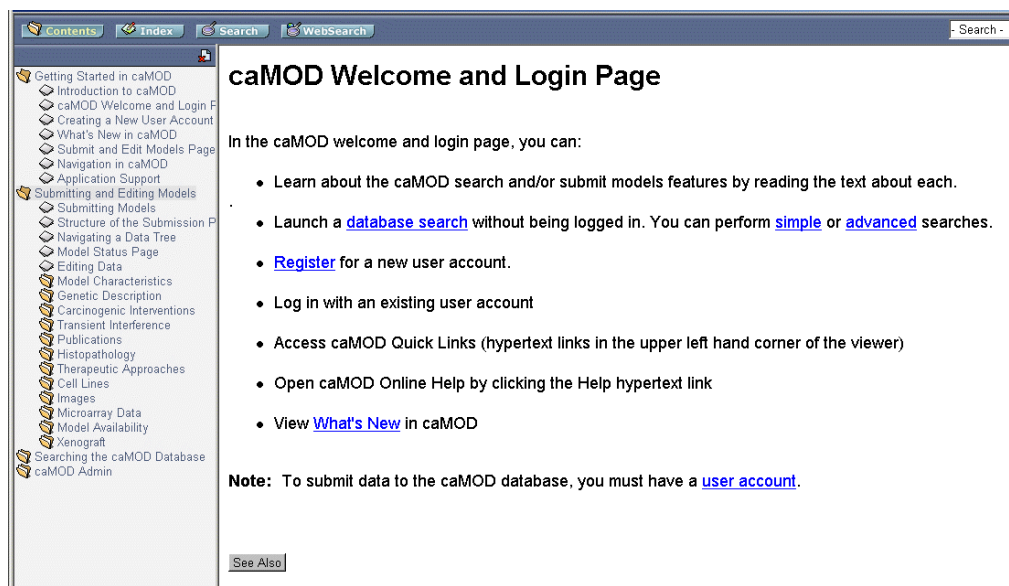 Contents Index Search WebSearch - Search -
Getting Started in caMOD
Introduction to caMOD
caMOD Welcome and Login P
Creating a New User Account
What's New in caMOD
Submit and Edit Models Page
Navigation in caMOD
Application Support
Submitting and Editing Models
Submitting Models
Structure of the Submission P
Navigating a Data Tree
Model Status Page
Editing Data
Model Characteristics
Genetic Description
Carcinogenic Interventions
Transient Interference
Publications
Histopathology
Therapeutic Approaches
Cell Lines
Images
Microarray Data
Model Availability
Xenograft
Searching the caMOD Database
caMOD Admin
caMOD Welcome and Login Page
In the caMOD welcome and login page, you can:
• Learn about the caMOD search and/or submit models features by reading the text about each.
.
• Launch a database search without being logged in. You can perform simple or advanced searches.
• Register for a new user account.
• Log in with an existing user account
• Access caMOD Quick Links (hypertext links in the upper left hand corner of the viewer)
• Open caMOD Online Help by clicking the Help hypertext link
• View What's New in caMOD
Note: To submit data to the caMOD database, you must have a user account.
See Also